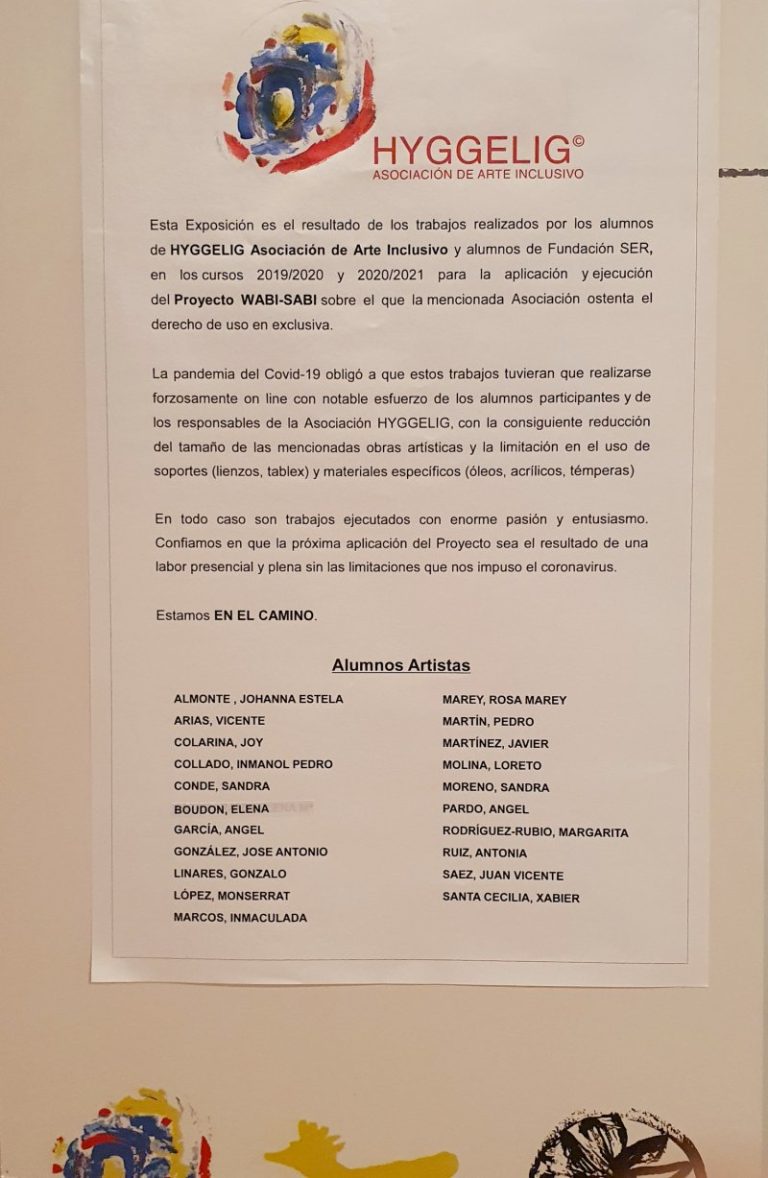 HYGGELIG©
ASOCIACIÓN DE ARTE INCLUSIVO
Esta Exposición es el resultado de los trabajos realizados por los alumnos
de HYGGELIG Asociación de Arte Inclusivo y alumnos de Fundación SER,
en los cursos 2019/2020 y 2020/2021 para la aplicación y ejecución
del Proyecto WABI-SABI sobre el que la mencionada Asociación ostenta el
derecho de uso en exclusiva.
La pandemia del Covid-19 obligó a que estos trabajos tuvieran que realizarse
forzosamente on line con notable esfuerzo de los alumnos participantes y de
los responsables de la Asociación HYGGELIG, con la consiguiente reducción
del tamaño de las mencionadas obras artísticas y la limitación en el uso de
soportes (lienzos, tablex) y materiales específicos (óleos, acrílicos, témperas)
En todo caso son trabajos ejecutados con enorme pasión y entusiasmo.
Confiamos en que la próxima aplicación del Proyecto sea el resultado de una
labor presencial y plena sin las limitaciones que nos impuso el coronavirus.
Estamos EN EL CAMINO.
Alumnos Artistas
ALMONTE , JOHANNA ESTELA
ARIAS, VICENTE
COLARINA, JOY
COLLADO, INMANOL PEDRO
CONDE, SANDRA
BOUDON, ELENA
GARCÍA, ANGEL
GONZÁLEZ, JOSE ANTONIO
LINARES, GONZALO
LÓPEZ, MONSERRAT
MARCOS, INMACULADA
MAREY, ROSA MAREY
MARTÍN, PEDRO
MARTÍNEZ, JAVIER
MOLINA, LORETO
MORENO, SANDRA
PARDO, ANGEL
RODRÍGUEZ-RUBIO, MARGARITA
RUIZ, ANTONIA
SAEZ, JUAN VICENTE
SANTA CECILIA, XABIER